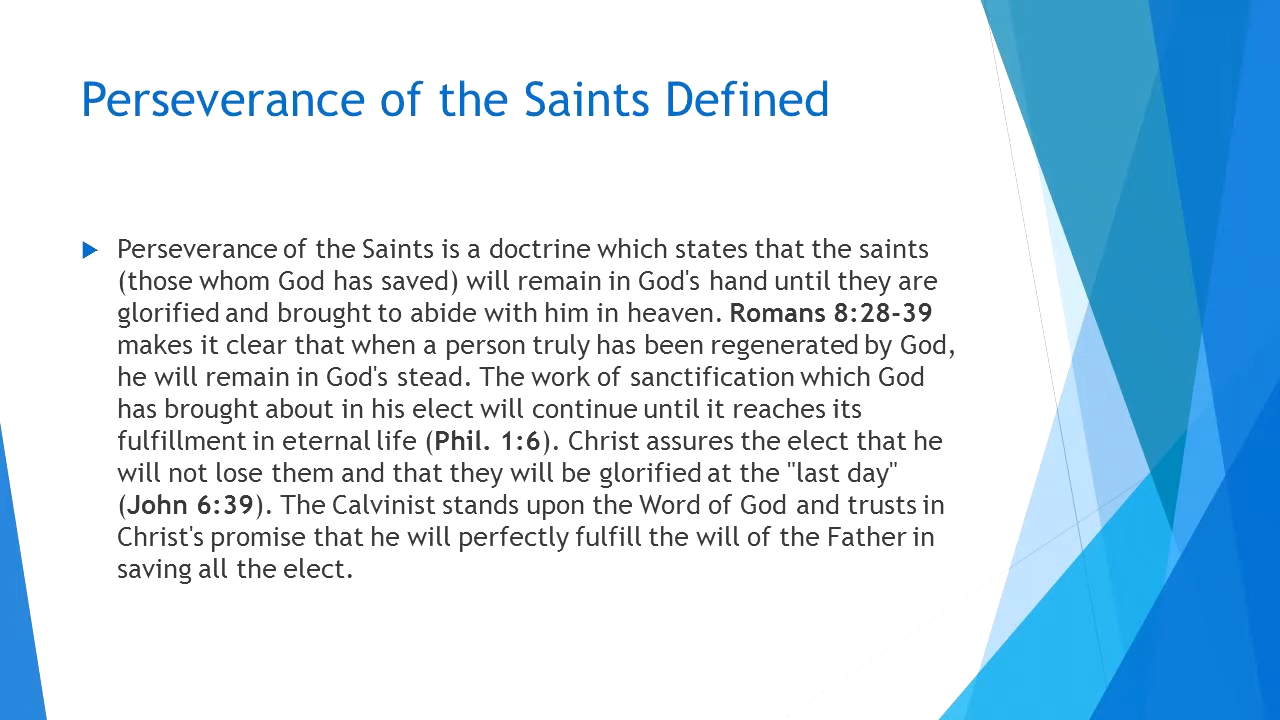 Perseverance of the Saints Defined
Perseverance of the Saints is a doctrine which states that the saints
(those whom God has saved) will remain in God's hand until they are
glorified and brought to abide with him in heaven. Romans 8:28-39
makes it clear that when a person truly has been regenerated by God,
he will remain in God's stead. The work of sanctification which God
has brought about in his elect will continue until it reaches its
fulfillment in eternal life (Phil. 1:6). Christ assures the elect that he
will not lose them and that they will be glorified at the "last day"
(John 6:39). The Calvinist stands upon the Word of God and trusts in
Christ's promise that he will perfectly fulfill the will of the Father in
saving all the elect.